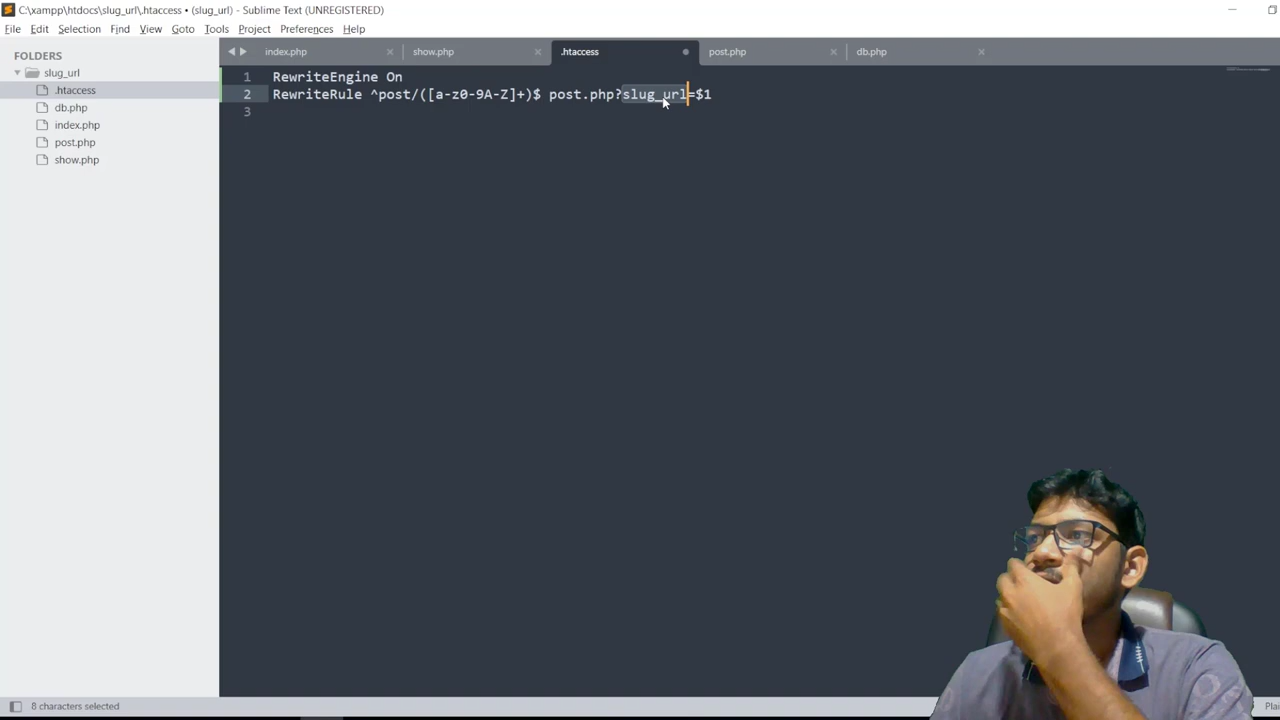 C:\xampp\htdocs\slug_url\.htaccess • (slug_url) - Sublime Text (UNREGISTERED)
File Edit Selection Find View Goto Tools Project Preferences Help
FOLDERS
slug_url
.htaccess
db.php
index.php
post.php
show.php
index.php show.php .htaccess post.php db.php
1 RewriteEngine On
2 RewriteRule ^post/([a-z0-9A-Z]+)$ post.php?slug_url=$1
3
8 characters selected